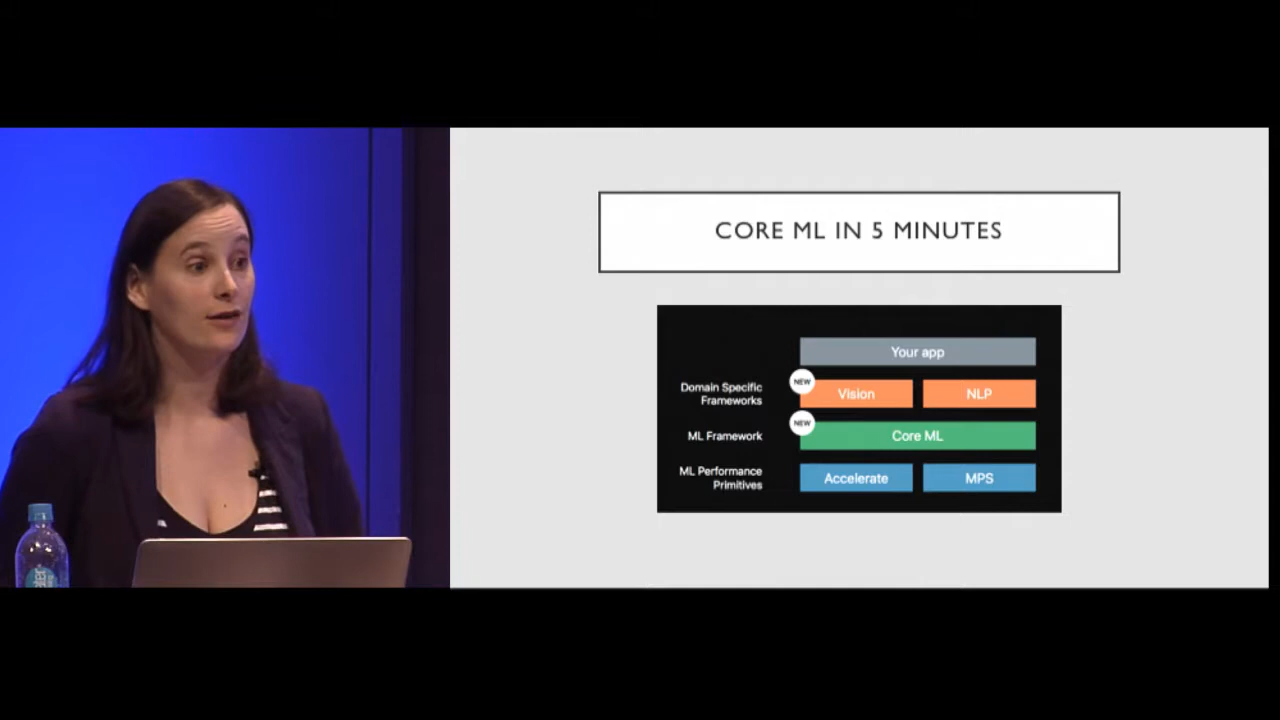 CORE ML IN 5 MINUTES
Your app
Domain Specific
Frameworks
NEW
Vision
NLP
ML Framework
NEW
Core ML
ML Performance
Primitives
Accelerate
MPS